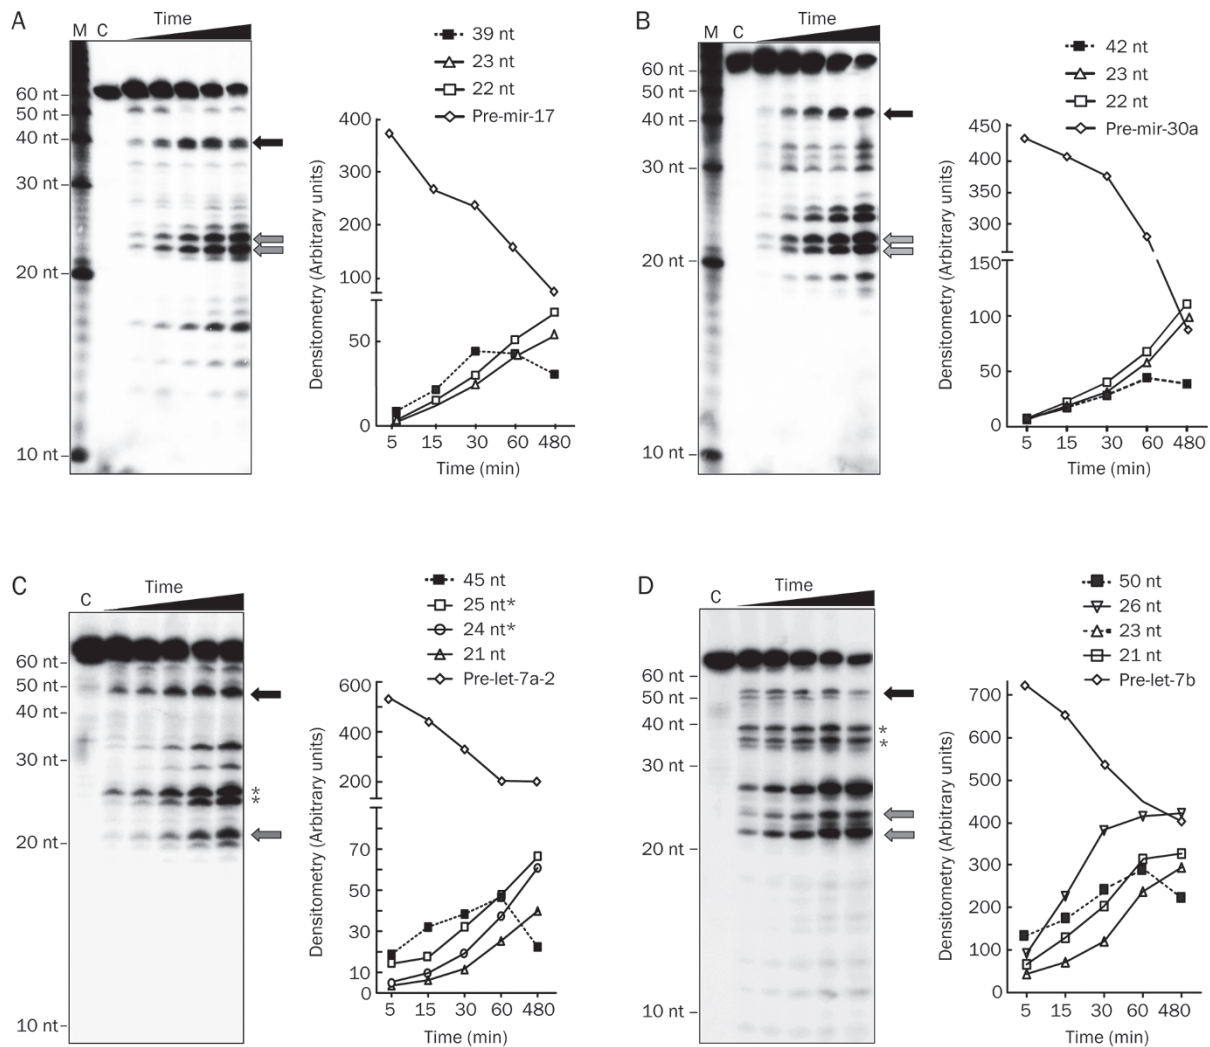 A
Time
M C
60 nt
50 nt
40 nt
30 nt
20 nt
10 nt
39 nt
23 nt
22 nt
Pre-mir-17
Densitometry (Arbitrary units)
400
300
200
100
50
0
5 15 30 60 480
Time (min)
B
Time
M C
60 nt
50 nt
40 nt
30 nt
20 nt
10 nt
42 nt
23 nt
22 nt
Pre-mir-30a
Densitometry (Arbitrary units)
450
400
350
300
150
100
50
0
5 15 30 60 480
Time (min)
C
Time
C
60 nt
50 nt
40 nt
30 nt
20 nt
10 nt
*
*
45 nt
25 nt*
24 nt*
21 nt
Pre-let-7a-2
Densitometry (Arbitrary units)
600
400
200
70
50
30
10
0
5 15 30 60 480
Time (min)
D
Time
C
60 nt
50 nt
40 nt
30 nt
20 nt
10 nt
*
*
50 nt
26 nt
23 nt
21 nt
Pre-let-7b
Densitometry (Arbitrary units)
700
600
500
400
300
200
100
0
5 15 30 60 480
Time (min)